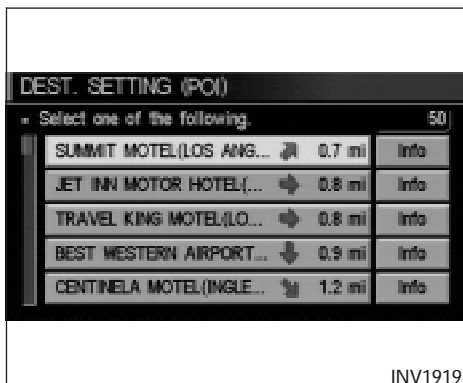 DEST. SETTING (POI)
Select one of the following. 50
SUMMIT MOTEL(LOS ANG... 0.7 mi Info
JET INN MOTOR HOTEL(... 0.8 mi Info
TRAVEL KING MOTEL(LO... 0.8 mi Info
BEST WESTERN AIRPORT... 0.9 mi Info
CENTINELA MOTEL(INGLE... 1.2 mi Info
INV1919